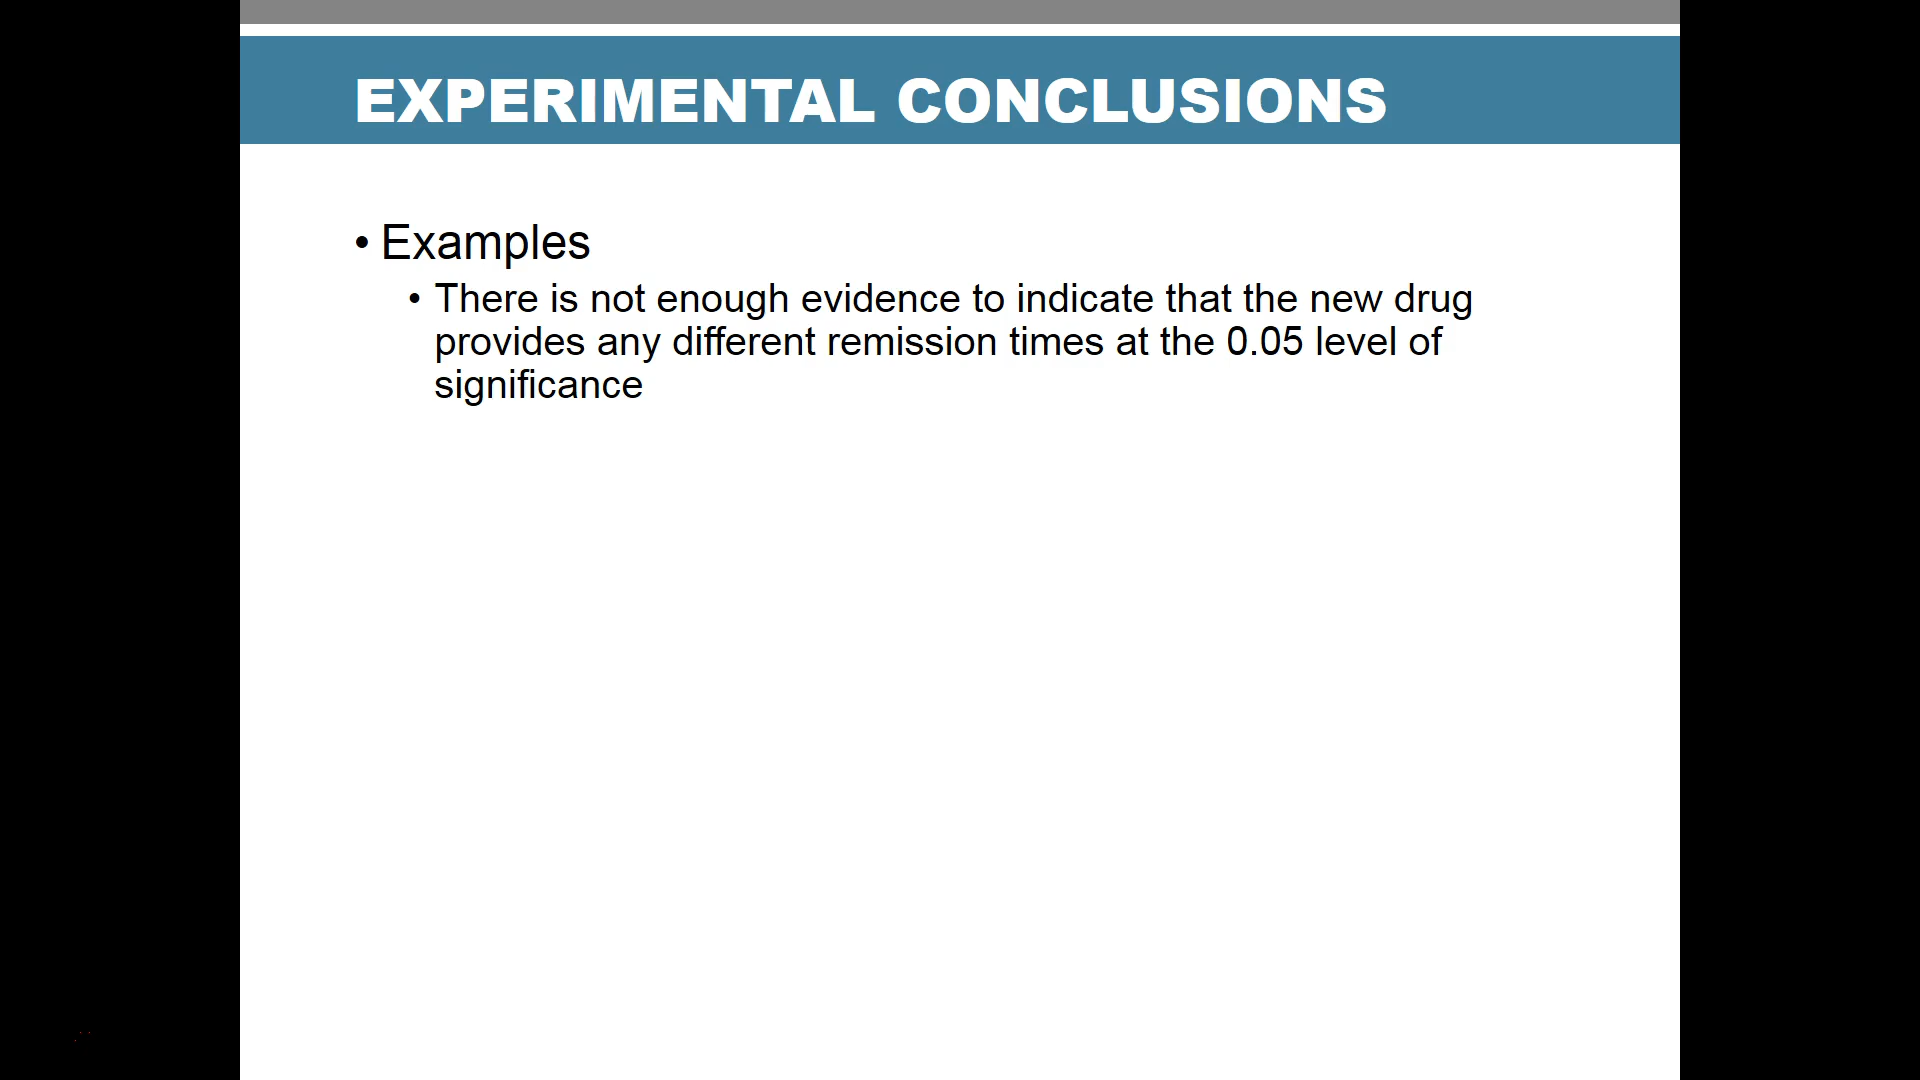 EXPERIMENTAL CONCLUSIONS
• Examples
• There is not enough evidence to indicate that the new drug
provides any different remission times at the 0.05 level of
significance